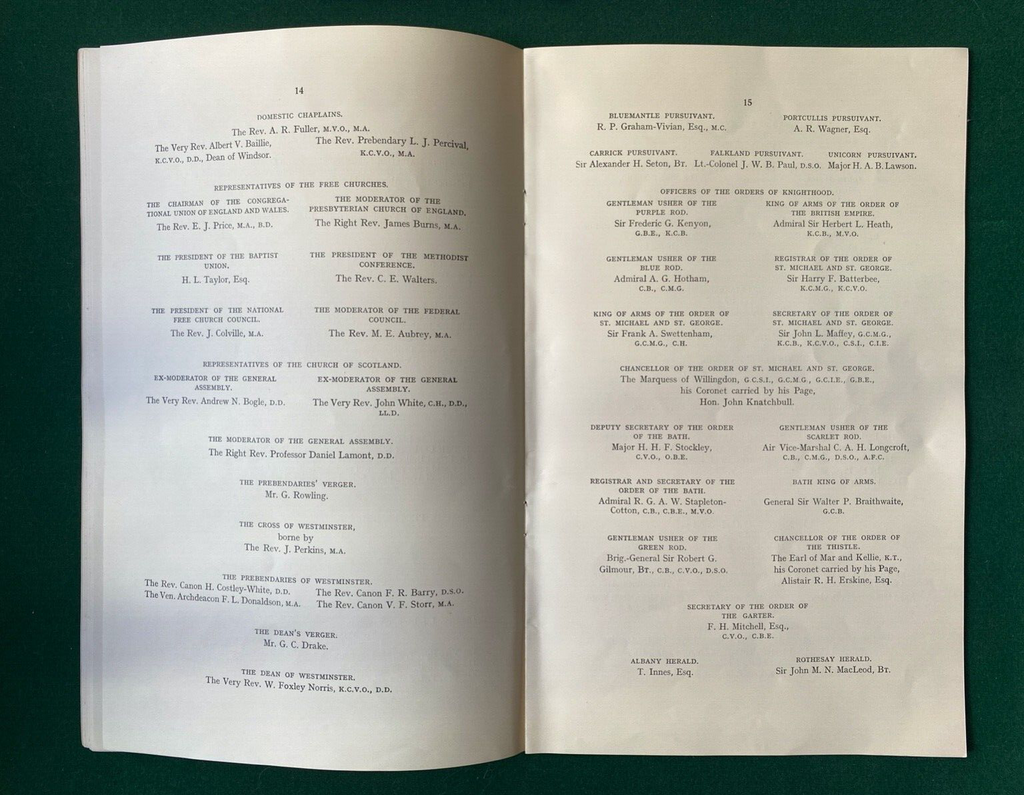 14
DOMESTIC CHAPLAINS.
The Rev. A. R. Fuller, M.V.O., M.A.
The Very Rev. Albert V. Baillie,
K.C.V.O., D.D., Dean of Windsor.
The Rev. Prebendary L. J. Percival,
K.C.V.O., M.A.
REPRESENTATIVES OF THE FREE CHURCHES.
THE CHAIRMAN OF THE CONGREGA-
TIONAL UNION OF ENGLAND AND WALES.
The Rev. E. J. Price, M.A., B.D.
THE MODERATOR OF THE
PRESBYTERIAN CHURCH OF ENGLAND.
The Right Rev. James Burns, M.A.
THE PRESIDENT OF THE BAPTIST
UNION.
H. L. Taylor, Esq.
THE PRESIDENT OF THE METHODIST
CONFERENCE.
The Rev. C. E. Walters.
THE PRESIDENT OF THE NATIONAL
FREE CHURCH COUNCIL.
The Rev. J. Colville, M.A.
THE MODERATOR OF THE FEDERAL
COUNCIL.
The Rev. M. E. Aubrey, M.A.
REPRESENTATIVES OF THE CHURCH OF SCOTLAND.
EX-MODERATOR OF THE GENERAL
ASSEMBLY.
The Very Rev. Andrew N. Bogle, D.D.
EX-MODERATOR OF THE GENERAL
ASSEMBLY.
The Very Rev. John White, C.H., D.D.,
LL.D.
THE MODERATOR OF THE GENERAL ASSEMBLY.
The Right Rev. Professor Daniel Lamont, D.D.
THE PREBENDARIES' VERGER.
Mr. G. Rowling.
THE CROSS OF WESTMINSTER,
borne by
The Rev. J. Perkins, M.A.
THE PREBENDARIES OF WESTMINSTER.
The Rev. Canon H. Costley-White, D.D.
The Ven. Archdeacon F. L. Donaldson, M.A.
The Rev. Canon F. R. Barry, D.S.O.
The Rev. Canon V. F. Storr, M.A.
THE DEAN'S VERGER.
Mr. G. C. Drake.
THE DEAN OF WESTMINSTER.
The Very Rev. W. Foxley Norris, K.C.V.O., D.D.
15
BLUEMANTLE PURSUIVANT.
R. P. Graham-Vivian, Esq., M.C.
PORTCULLIS PURSUIVANT.
A. R. Wagner, Esq.
CARRICK PURSUIVANT. FALKLAND PURSUIVANT. UNICORN PURSUIVANT.
Sir Alexander H. Seton, BT. Lt.-Colonel J. W. B. Paul, D.S.O. Major H. A. B. Lawson.
OFFICERS OF THE ORDERS OF KNIGHTHOOD.
GENTLEMAN USHER OF THE
PURPLE ROD.
Sir Frederic G. Kenyon,
G.B.E., K.C.B.
KING OF ARMS OF THE ORDER OF
THE BRITISH EMPIRE.
Admiral Sir Herbert L. Heath,
K.C.B., M.V.O.
GENTLEMAN USHER OF THE
BLUE ROD.
Admiral A. G. Hotham,
C.B., C.M.G.
REGISTRAR OF THE ORDER OF
ST. MICHAEL AND ST. GEORGE.
Sir Harry F. Batterbee,
K.C.M.G., K.C.V.O.
KING OF ARMS OF THE ORDER OF
ST. MICHAEL AND ST. GEORGE.
Sir Frank A. Swettenham,
G.C.M.G., C.H.
SECRETARY OF THE ORDER OF
ST. MICHAEL AND ST. GEORGE.
Sir John L. Maffey, G.C.M.G.,
K.C.B., K.C.V.O., C.S.I., C.I.E.
CHANCELLOR OF THE ORDER OF ST. MICHAEL AND ST. GEORGE.
The Marquess of Willingdon, G C.S.I., G.C.M.G., G.C.I.E., G.B.E.,
his Coronet carried by his Page,
Hon. John Knatchbull.
DEPUTY SECRETARY OF THE ORDER
OF THE BATH.
Major H. H. F. Stockley,
C.V.O., O.B.E.
GENTLEMAN USHER OF THE
SCARLET ROD.
Air Vice-Marshal C. A. H. Longcroft,
C.B., C.M.G., D.S.O., A.F.C.
REGISTRAR AND SECRETARY OF THE
ORDER OF THE BATH.
Admiral R. G. A. W. Stapleton-
Cotton, C.B., C.B.E., M.V.O.
BATH KING OF ARMS.
General Sir Walter P. Braithwaite,
G.C.B.
GENTLEMAN USHER OF THE
GREEN ROD.
Brig.-General Sir Robert G.
Gilmour, BT., C.B., C.V.O., D.S.O.
CHANCELLOR OF THE ORDER OF
THE THISTLE.
The Earl of Mar and Kellie, K.T.,
his Coronet carried by his Page,
Alistair R. H. Erskine, Esq.
SECRETARY OF THE ORDER OF
THE GARTER.
F. H. Mitchell, Esq.,
C.V.O., C.B.E.
ALBANY HERALD.
T. Innes, Esq.
ROTHESAY HERALD.
Sir John M. N. MacLeod, BT.